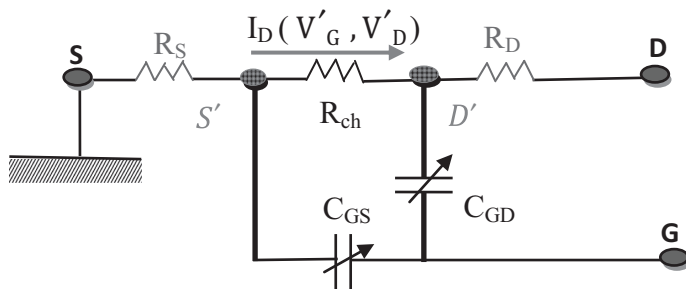 I_D(V'_G, V'_D)
S R_S R_D D
S' R_ch D'
C_GS C_GD
G